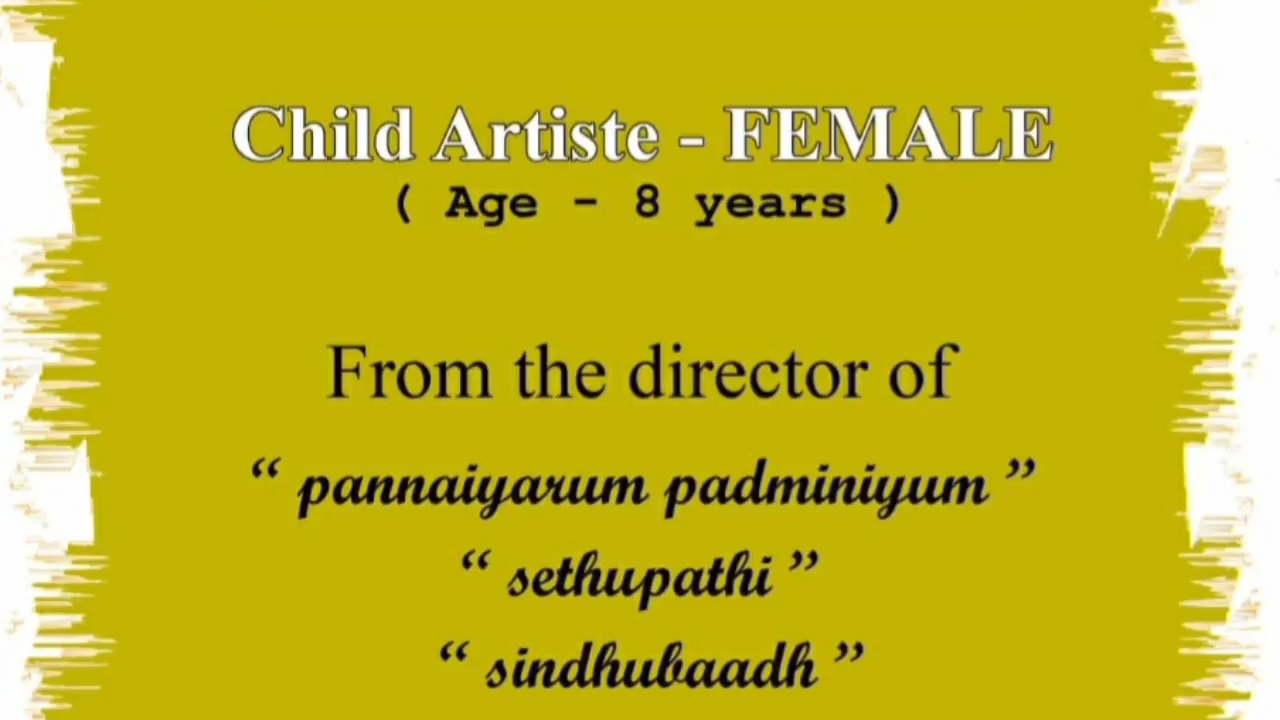 Child Artiste - FEMALE
( Age - 8 years )
From the director of
“ pannaiyarum padminiyum ”
“ sethupathi ”
“ sindhubaadh ”